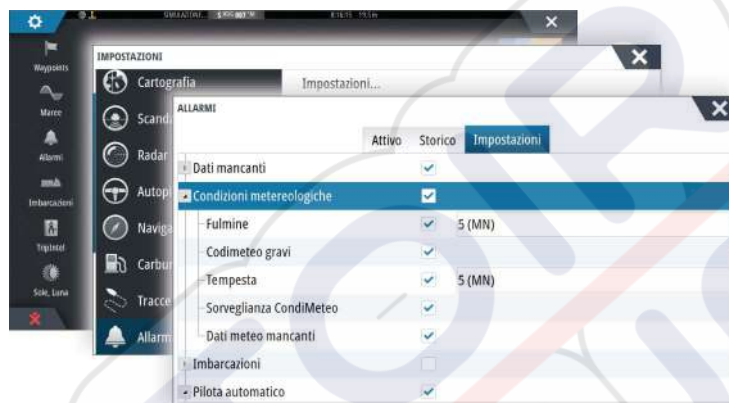 Waypoints
Maree
Allarmi
Imbarcazioni
TripIntel
Sole, Luna
IMPOSTAZIONI
Cartografia
Impostazioni...
Radar
Allarm
ALLARMI
Attivo Storico Impostazioni
Dati mancanti
Condizioni metereologiche
Fulmine 5 (MN)
Codimeteo gravi
Tempesta 5 (MN)
Sorveglianza CondiMeteo
Dati meteo mancanti
Imbarcazioni
Pilota automatico
Scand
Autopi
Naviga
Carbur
Tracce